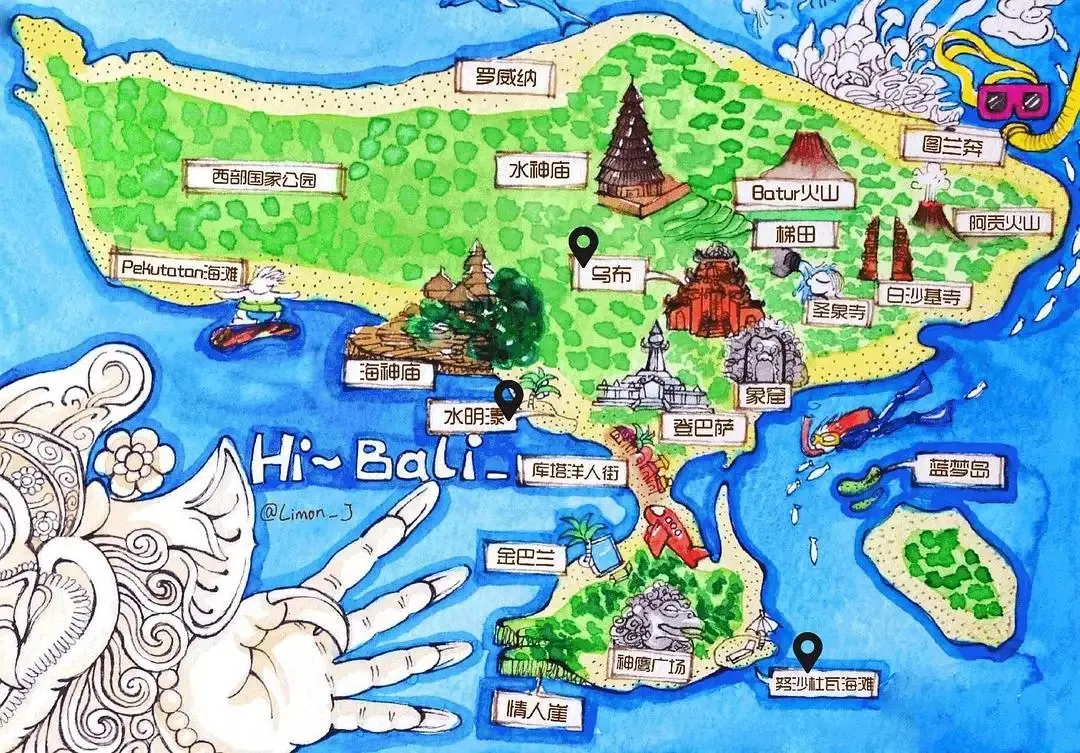 罗威纳
图兰奔
水神庙
西部国家公园
Batur火山
阿贡火山
梯田
Pekutatan海滩
乌布
白沙基寺
圣泉寺
海神庙
象窟
水明漾
登巴萨
Hi~Bali_
库塔洋人街
蓝梦岛
@Limon_J
金巴兰
神鹰广场
努沙杜瓦海滩
情人崖